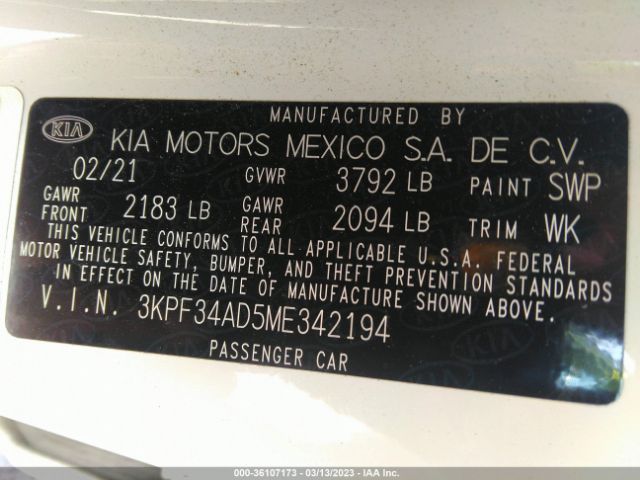 MANUFACTURED BY
KIA KIA MOTORS MEXICO S.A. DE C.V.
02/21 GVWR 3792 LB PAINT SWP
GAWR FRONT 2183 LB GAWR REAR 2094 LB TRIM WK
THIS VEHICLE CONFORMS TO ALL APPLICABLE U.S.A. FEDERAL
MOTOR VEHICLE SAFETY, BUMPER, AND THEFT PREVENTION STANDARDS
IN EFFECT ON THE DATE OF MANUFACTURE SHOWN ABOVE.
V.I.N. 3KPF34AD5ME342194
PASSENGER CAR
000-36107173 — 03/13/2023 — IAA Inc.